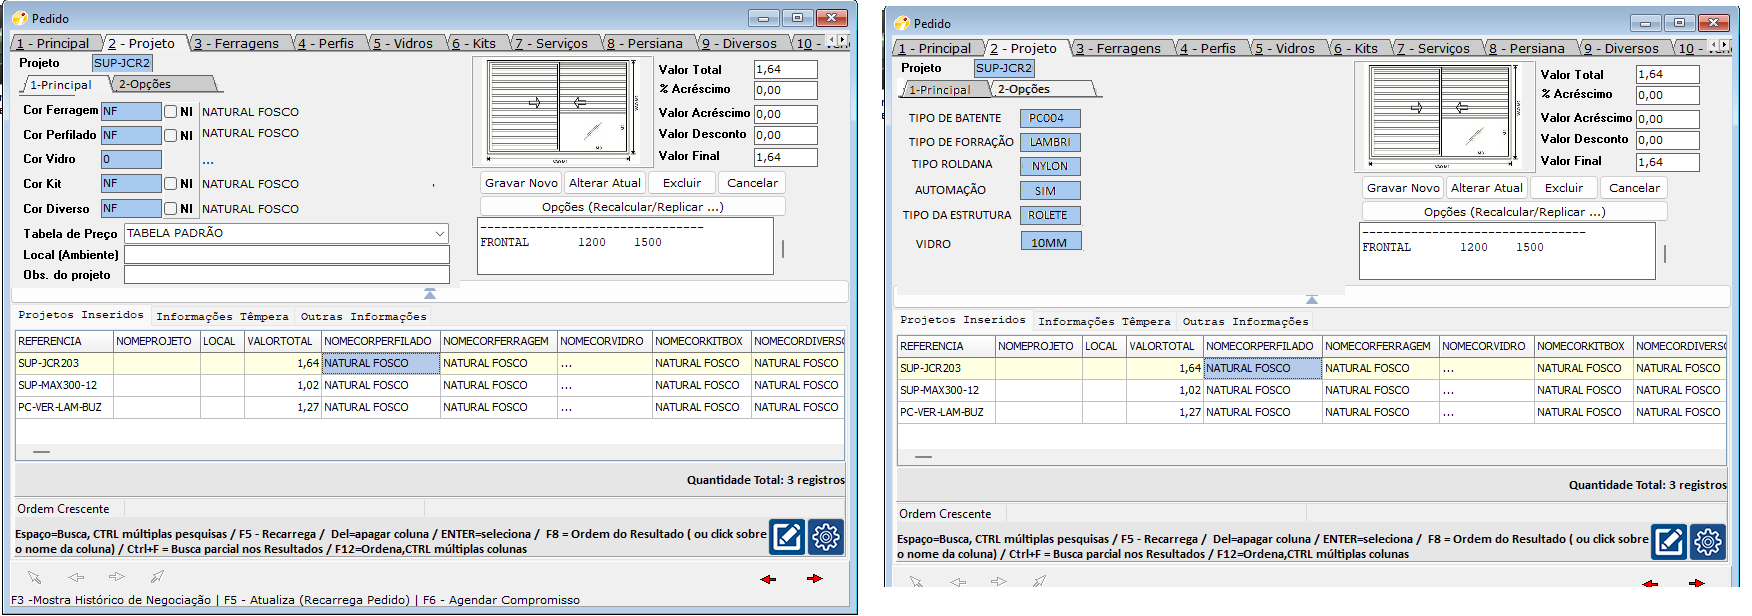 Pedido
1 - Principal 2 - Projeto 3 - Ferragens 4 - Perfis 5 - Vidros 6 - Kits 7 - Serviços 8 - Persiana 9 - Diversos 10 -
Projeto SUP-JCR2
1-Principal 2-Opções
Cor Ferragem NF NI NATURAL FOSCO
Cor Perfilado NF NI NATURAL FOSCO
Cor Vidro 0 ...
Cor Kit NF NI NATURAL FOSCO
Cor Diverso NF NI NATURAL FOSCO
Tabela de Preço TABELA PADRÃO
Local (Ambiente)
Obs. do projeto
Valor Total 1,64
% Acréscimo 0,00
Valor Acréscimo 0,00
Valor Desconto 0,00
Valor Final 1,64
Gravar Novo Alterar Atual Excluir Cancelar
Opções (Recalcular/Replicar ...)
--------------------------------
FRONTAL 1200 1500
Projetos Inseridos Informações Têmpera Outras Informações
REFERENCIA NOMEPROJETO LOCAL VALORTOTAL NOMECORPERFILADO NOMECORFERRAGEM NOMECORVIDRO NOMECORKITBOX NOMECORDIVERSO
SUP-JCR203 1,64 NATURAL FOSCO NATURAL FOSCO ... NATURAL FOSCO NATURAL FOSCO
SUP-MAX300-12 1,02 NATURAL FOSCO NATURAL FOSCO ... NATURAL FOSCO NATURAL FOSCO
PC-VER-LAM-BUZ 1,27 NATURAL FOSCO NATURAL FOSCO ... NATURAL FOSCO NATURAL FOSCO
Quantidade Total: 3 registros
Ordem Crescente
Espaço=Busca, CTRL múltiplas pesquisas / F5 - Recarrega / Del=apagar coluna / ENTER=seleciona / F8 = Ordem do Resultado ( ou click sobre
o nome da coluna) / Ctrl+F = Busca parcial nos Resultados / F12=Ordena,CTRL múltiplas colunas
F3 -Mostra Histórico de Negociação | F5 - Atualiza (Recarrega Pedido) | F6 - Agendar Compromisso
Pedido
1 - Principal 2 - Projeto 3 - Ferragens 4 - Perfis 5 - Vidros 6 - Kits 7 - Serviços 8 - Persiana 9 - Diversos 10 -
Projeto SUP-JCR2
1-Principal 2-Opções
TIPO DE BATENTE PC004
TIPO DE FORRAÇÃO LAMBRI
TIPO ROLDANA NYLON
AUTOMAÇÃO SIM
TIPO DA ESTRUTURA ROLETE
VIDRO 10MM
Valor Total 1,64
% Acréscimo 0,00
Valor Acréscimo 0,00
Valor Desconto 0,00
Valor Final 1,64
Gravar Novo Alterar Atual Excluir Cancelar
Opções (Recalcular/Replicar ...)
--------------------------------
FRONTAL 1200 1500
Projetos Inseridos Informações Têmpera Outras Informações
REFERENCIA NOMEPROJETO LOCAL VALORTOTAL NOMECORPERFILADO NOMECORFERRAGEM NOMECORVIDRO NOMECORKITBOX NOMECORDIVERSO
SUP-JCR203 1,64 NATURAL FOSCO NATURAL FOSCO ... NATURAL FOSCO NATURAL FOSCO
SUP-MAX300-12 1,02 NATURAL FOSCO NATURAL FOSCO ... NATURAL FOSCO NATURAL FOSCO
PC-VER-LAM-BUZ 1,27 NATURAL FOSCO NATURAL FOSCO ... NATURAL FOSCO NATURAL FOSCO
Quantidade Total: 3 registros
Ordem Crescente
Espaço=Busca, CTRL múltiplas pesquisas / F5 - Recarrega / Del=apagar coluna / ENTER=seleciona / F8 = Ordem do Resultado ( ou click sobre
o nome da coluna) / Ctrl+F = Busca parcial nos Resultados / F12=Ordena,CTRL múltiplas colunas